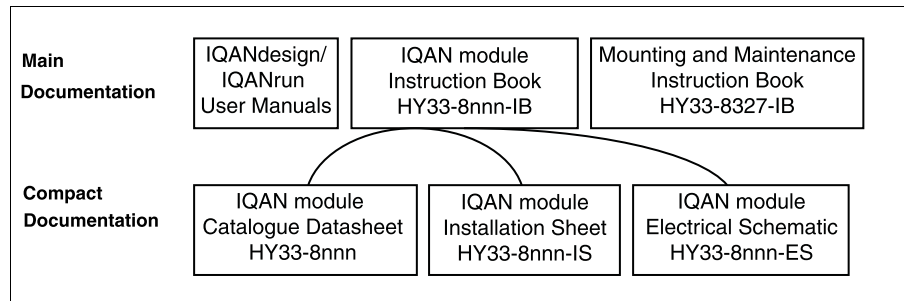 Main
Documentation
IQANdesign/
IQANrun
User Manuals
IQAN module
Instruction Book
HY33-8nnn-IB
Mounting and Maintenance
Instruction Book
HY33-8327-IB
Compact
Documentation
IQAN module
Catalogue Datasheet
HY33-8nnn
IQAN module
Installation Sheet
HY33-8nnn-IS
IQAN module
Electrical Schematic
HY33-8nnn-ES